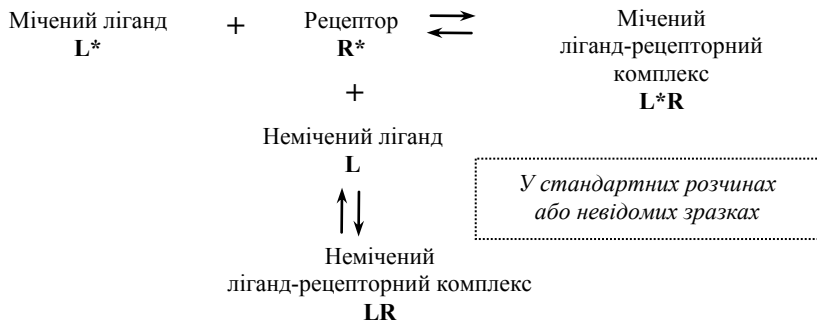 Мічений ліганд + Рецептор Мічений
L* R* ліганд-рецепторний
комплекс
L*R
+
Немічений ліганд
L
У стандартних розчинах
або невідомих зразках
Немічений
ліганд-рецепторний комплекс
LR